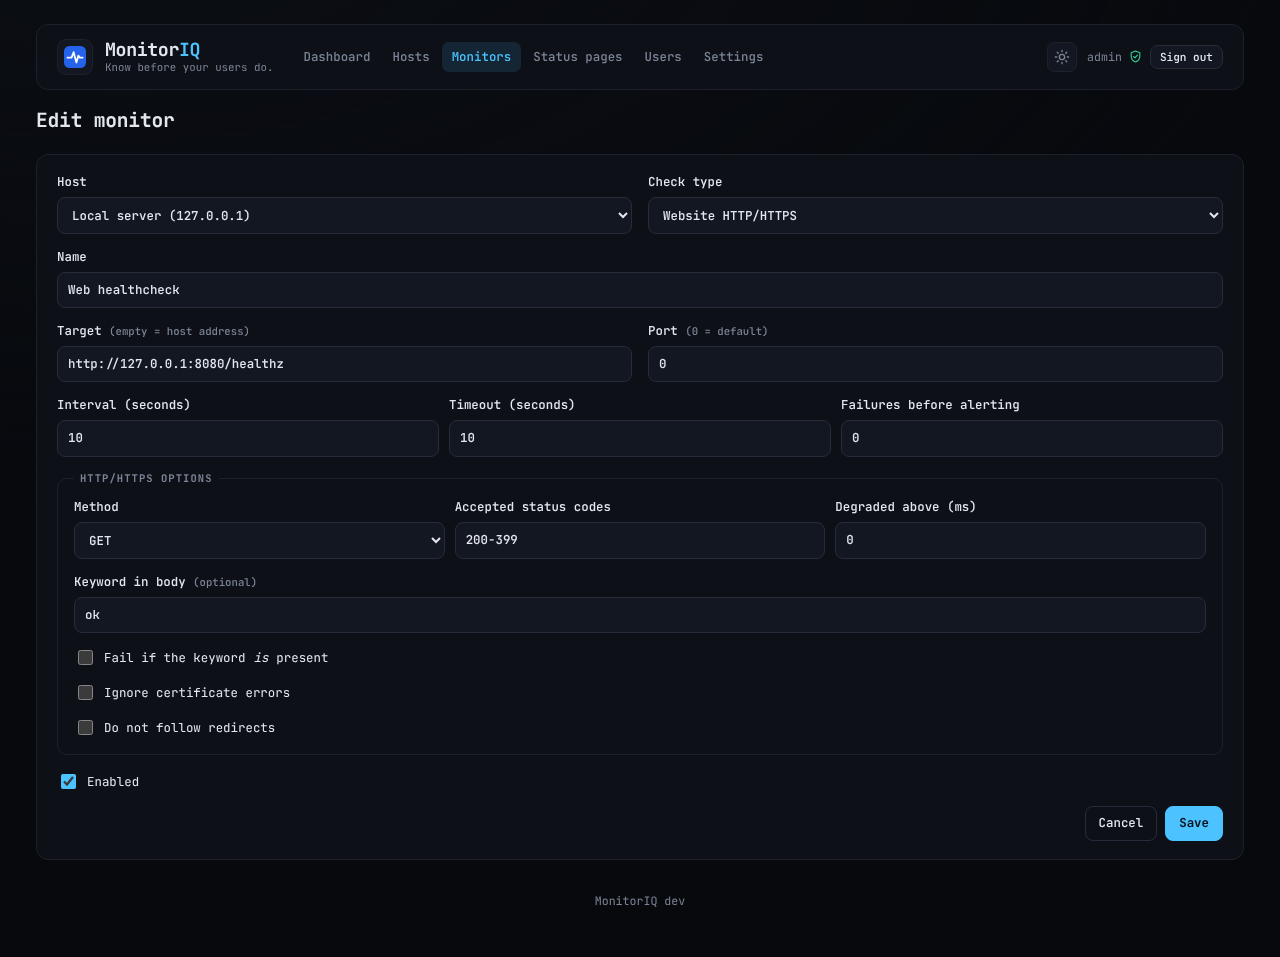 MonitorIQ
Know before your users do.
Dashboard Hosts Monitors Status pages Users Settings
admin Sign out
Edit monitor
Host Check type
Local server (127.0.0.1) Website HTTP/HTTPS
Name
Web healthcheck
Target (empty = host address) Port (0 = default)
http://127.0.0.1:8080/healthz 0
Interval (seconds) Timeout (seconds) Failures before alerting
10 10 0
HTTP/HTTPS OPTIONS
Method Accepted status codes Degraded above (ms)
GET 200-399 0
Keyword in body (optional)
ok
Fail if the keyword is present
Ignore certificate errors
Do not follow redirects
Enabled
Cancel Save
MonitorIQ dev